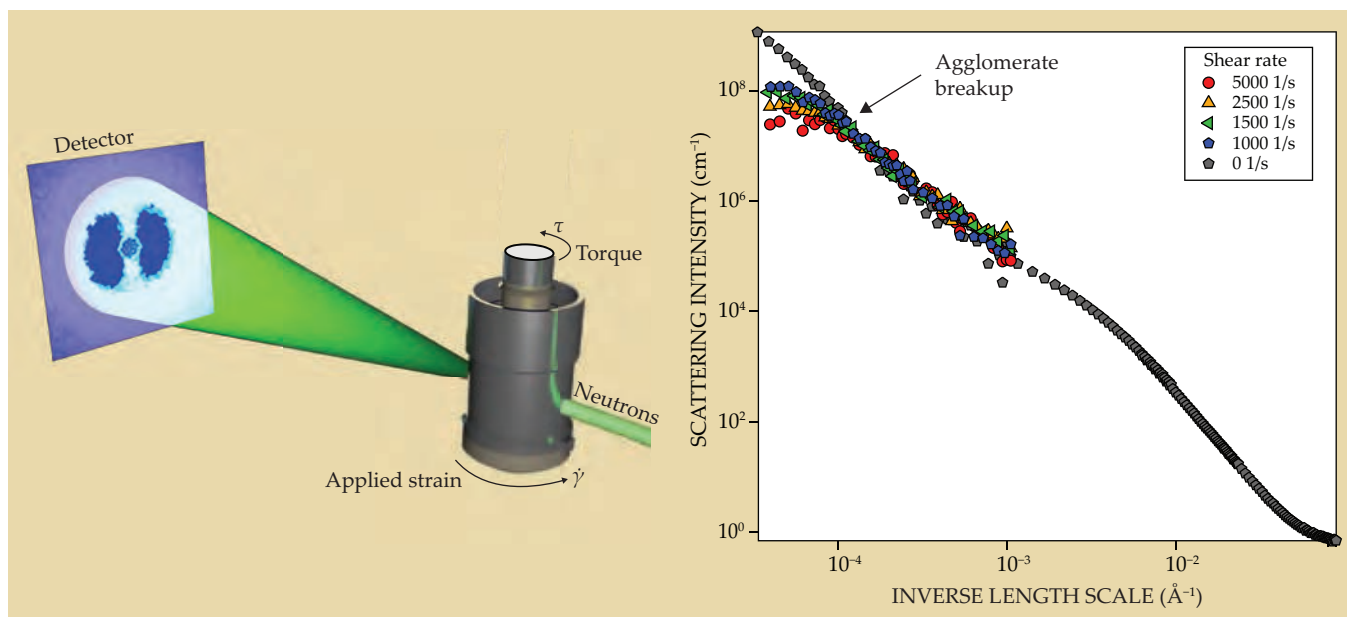 Detector
τ
Torque
Neutrons
Applied strain
γ̇
SCATTERING INTENSITY (cm⁻¹)
10⁸
10⁶
10⁴
10²
10⁰
Agglomerate
breakup
Shear rate
5000 1/s
2500 1/s
1500 1/s
1000 1/s
0 1/s
10⁻⁴
10⁻³
10⁻²
INVERSE LENGTH SCALE (Å⁻¹)